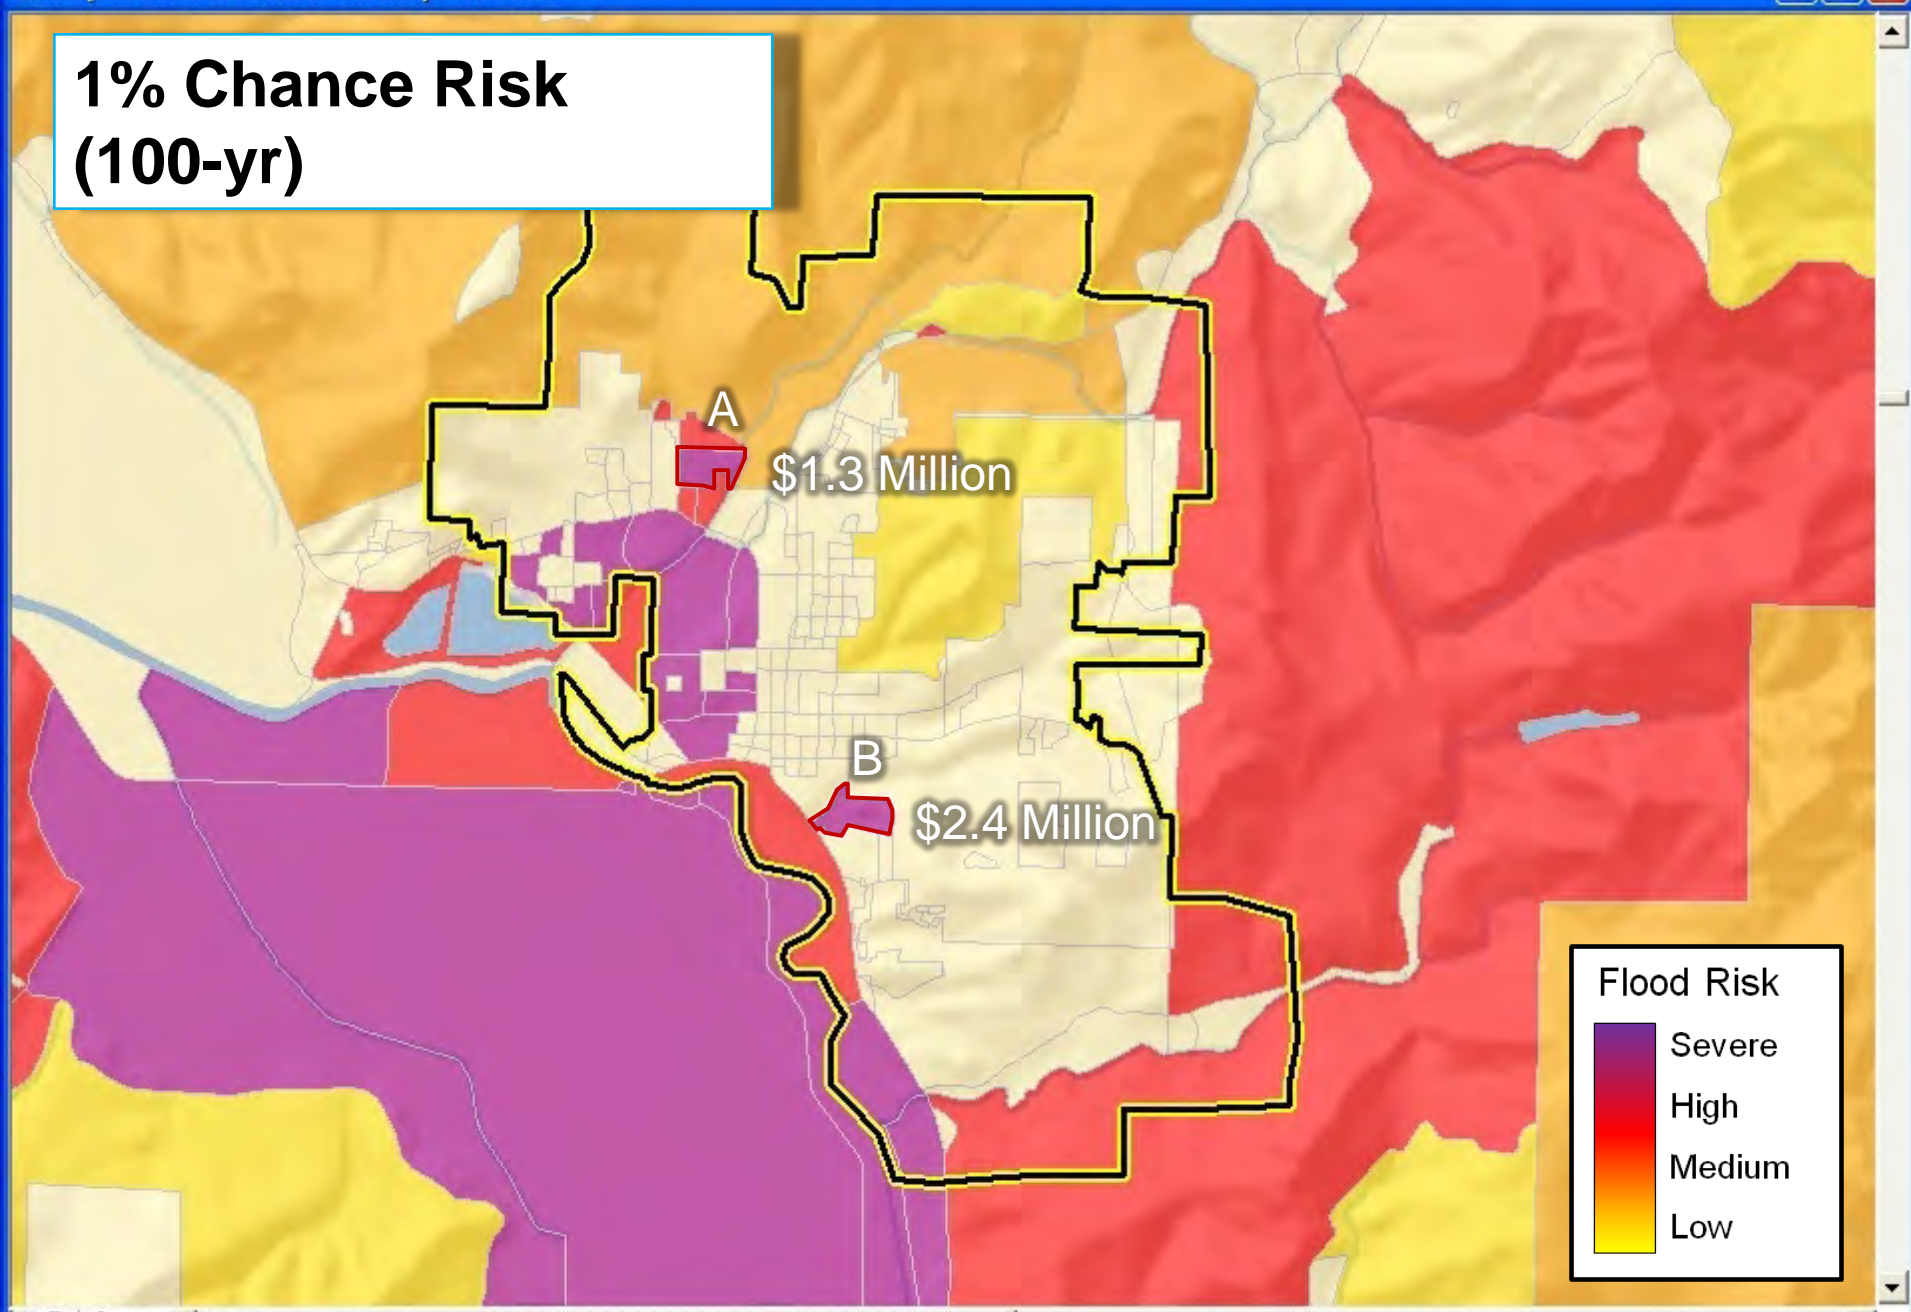 1% Chance Risk
(100-yr)
A
$1.3 Million
B
$2.4 Million
Flood Risk
Severe
High
Medium
Low